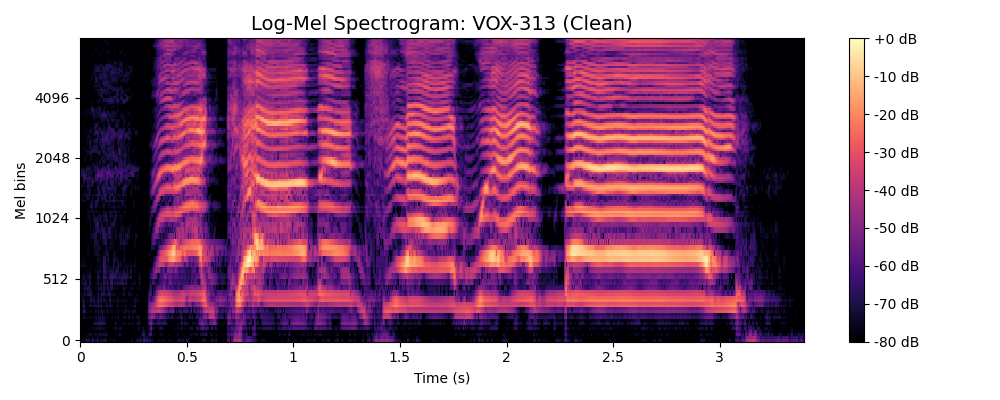 Log-Mel Spectrogram: VOX-313 (Clean)
+0 dB
4096
-10 dB
-20 dB
2048
-30 dB
Mel bins
-40 dB
1024
-50 dB
512
-60 dB
-70 dB
0
-80 dB
0 0.5 1 1.5 2 2.5 3
Time (s)